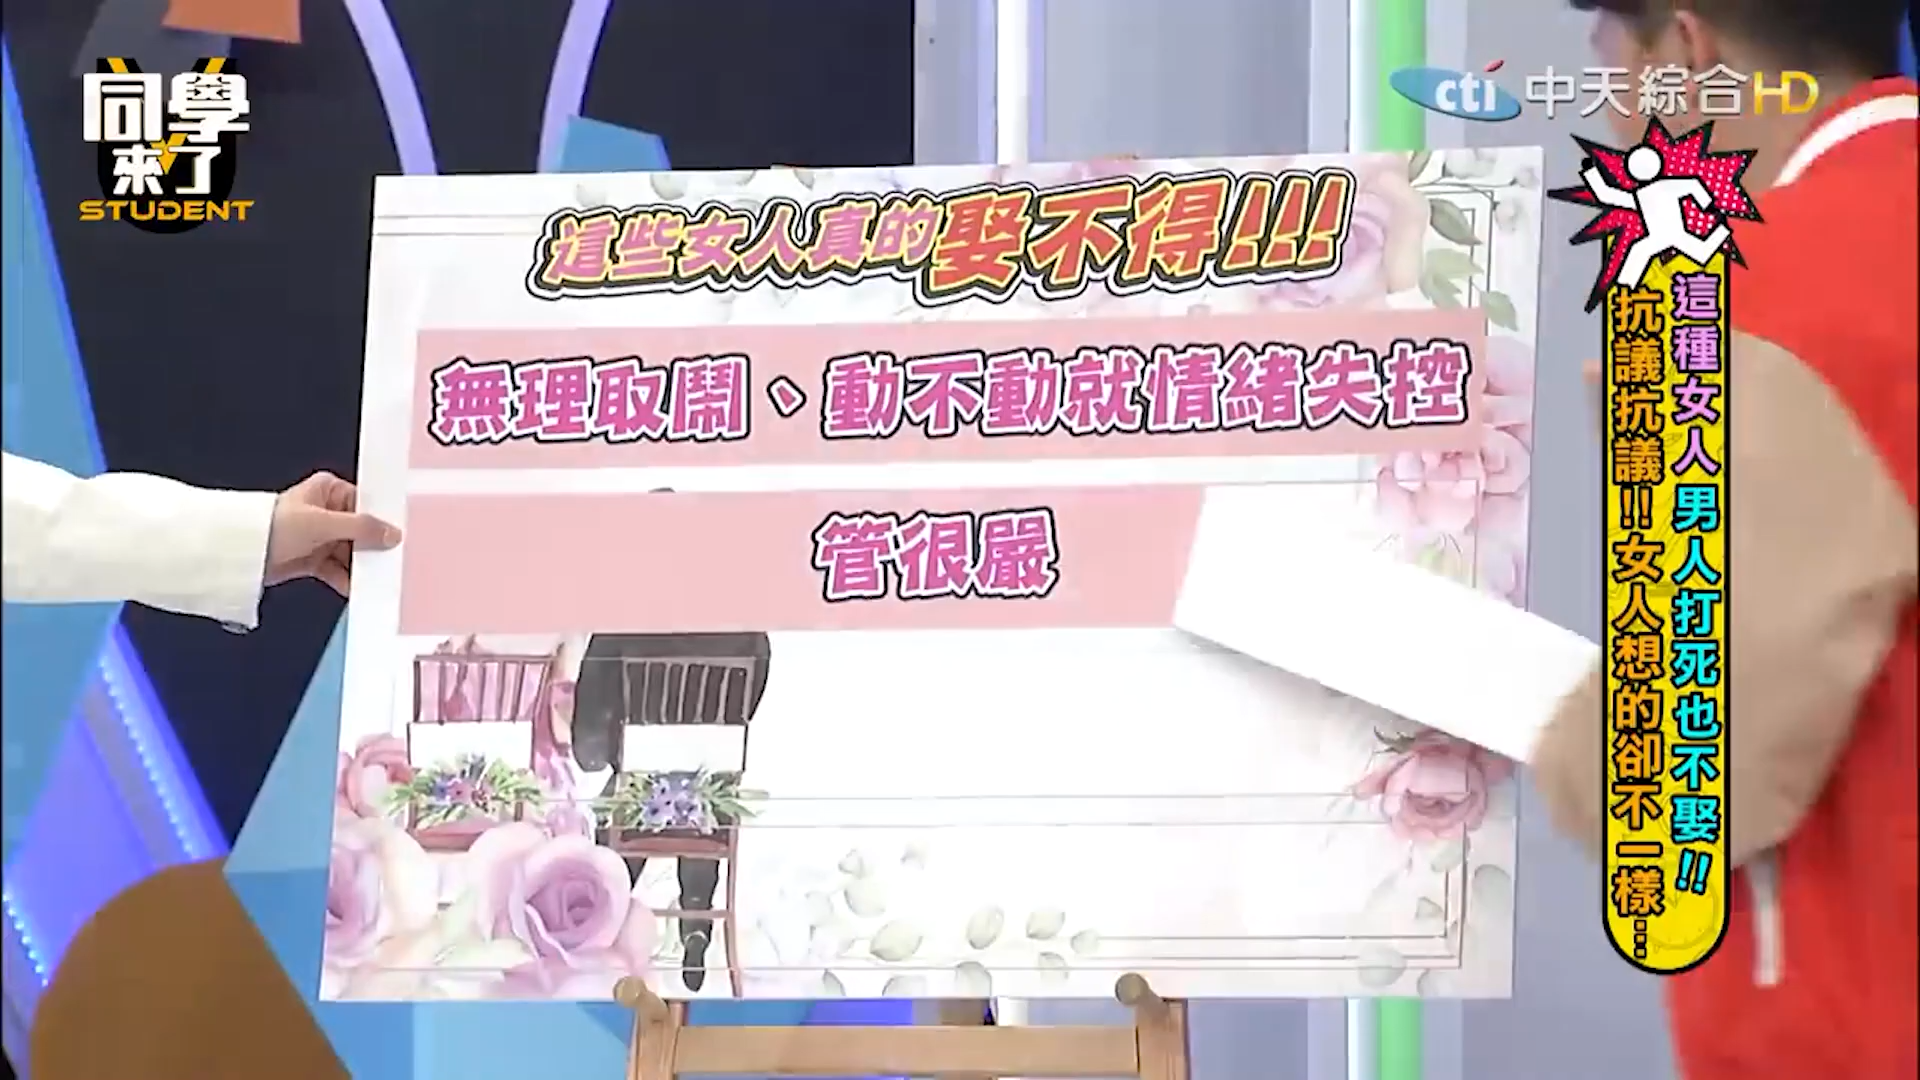 同學
來了
STUDENT
cti 中天綜合HD
這些女人真的娶不得!!!
無理取鬧、動不動就情緒失控
管很嚴
這種女人男人打死也不娶!!
抗議抗議!!女人想的卻不一樣...